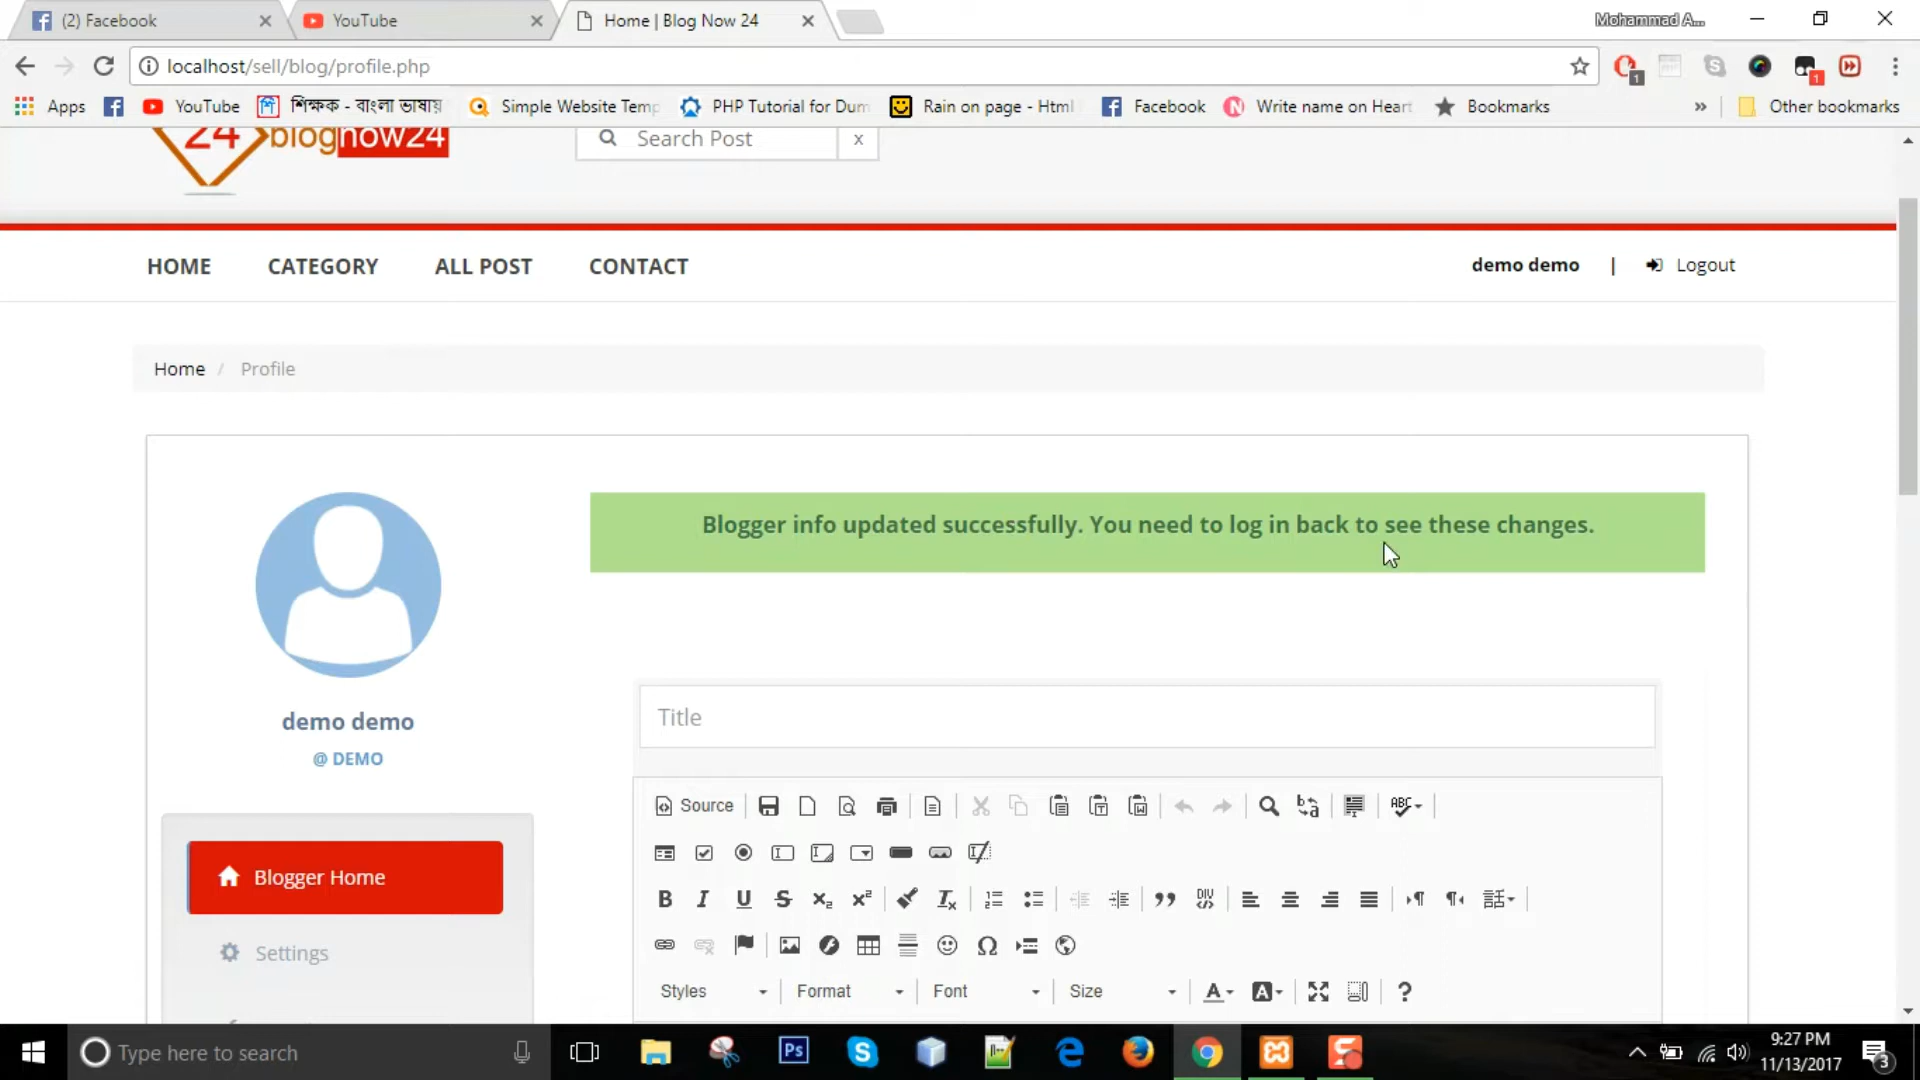 (2) Facebook
YouTube
Home | Blog Now 24
Mohammad A...
localhost/sell/blog/profile.php
1
1
Apps
YouTube
শিক্ষক - বাংলা ভাষায়
Simple Website Temp
PHP Tutorial for Dum
Rain on page - Html
Facebook
Write name on Heart
Bookmarks
»
Other bookmarks
24 blognow24
Search Post
x
HOME
CATEGORY
ALL POST
CONTACT
demo demo | Logout
Home / Profile
Blogger info updated successfully. You need to log in back to see these changes.
demo demo
@ DEMO
Blogger Home
Settings
Title
Source
Styles
Format
Font
Size
Type here to search
Ps
9:27 PM
11/13/2017
3